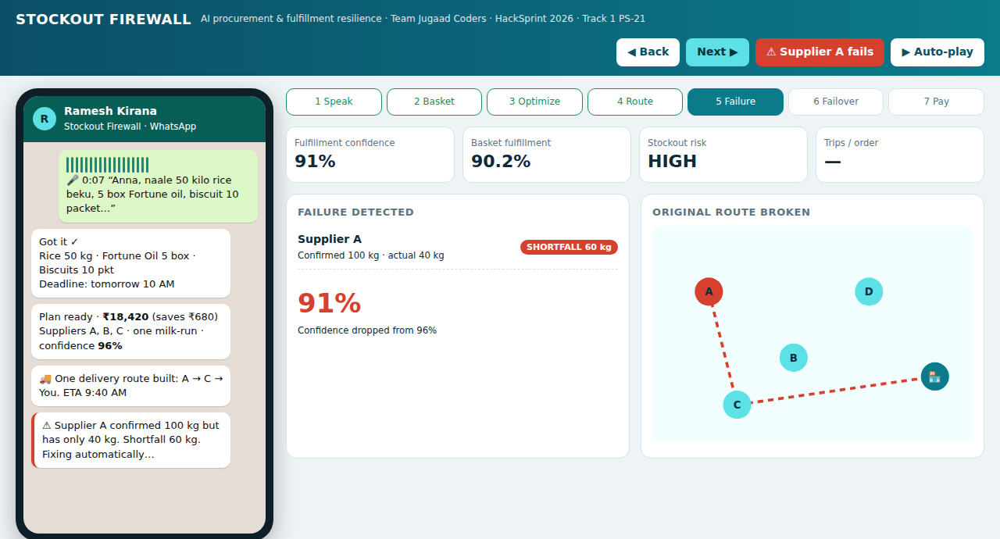 STOCKOUT FIREWALL
AI procurement & fulfillment resilience · Team Jugaad Coders · HackSprint 2026 · Track 1 PS-21
◀ Back
Next ▶
⚠ Supplier A fails
▶ Auto-play
R
Ramesh Kirana
Stockout Firewall · WhatsApp
🎤 0:07 “Anna, naale 50 kilo rice
beku, 5 box Fortune oil, biscuit 10
packet…”
Got it ✓
Rice 50 kg · Fortune Oil 5 box ·
Biscuits 10 pkt
Deadline: tomorrow 10 AM
Plan ready · ₹18,420 (saves ₹680)
Suppliers A, B, C · one milk-run ·
confidence 96%
🚚 One delivery route built: A → C →
You. ETA 9:40 AM
⚠ Supplier A confirmed 100 kg but
has only 40 kg. Shortfall 60 kg.
Fixing automatically…
1 Speak
2 Basket
3 Optimize
4 Route
5 Failure
6 Failover
7 Pay
Fulfillment confidence
91%
Basket fulfillment
90.2%
Stockout risk
HIGH
Trips / order
—
FAILURE DETECTED
Supplier A
Confirmed 100 kg · actual 40 kg
SHORTFALL 60 kg
91%
Confidence dropped from 96%
ORIGINAL ROUTE BROKEN
A
D
B
C